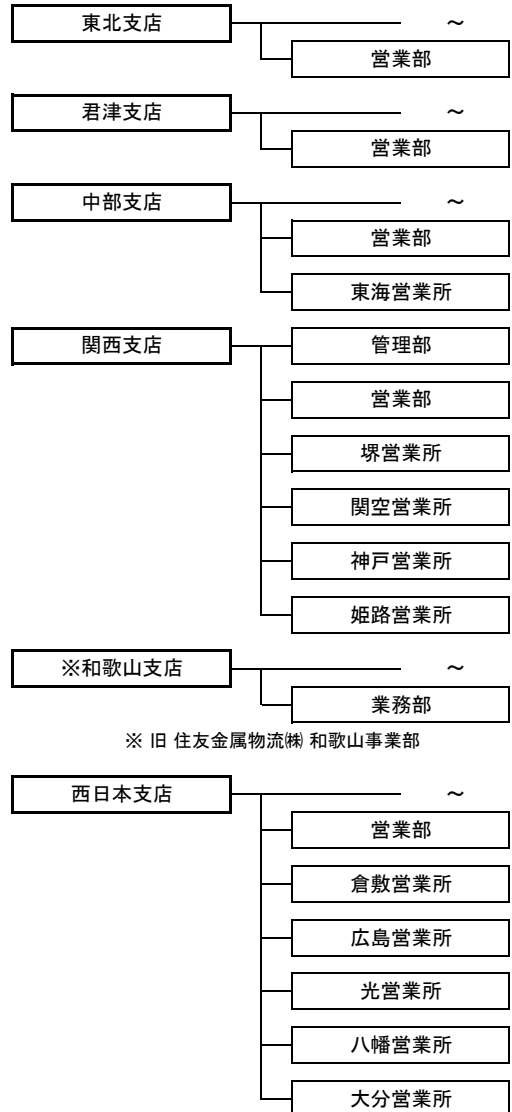 東北支店 ～
営業部
君津支店 ～
営業部
中部支店 ～
営業部
東海営業所
関西支店 管理部
営業部
堺営業所
関空営業所
神戸営業所
姫路営業所
※和歌山支店 ～
業務部
※ 旧 住友金属物流㈱ 和歌山事業部
西日本支店 ～
営業部
倉敷営業所
広島営業所
光営業所
八幡営業所
大分営業所